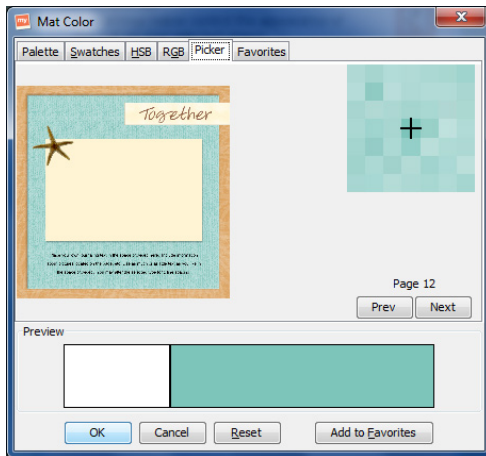 my Mat Color
Palette Swatches HSB RGB Picker Favorites
Together
Page 12
Prev Next
Preview
OK Cancel Reset Add to Favorites